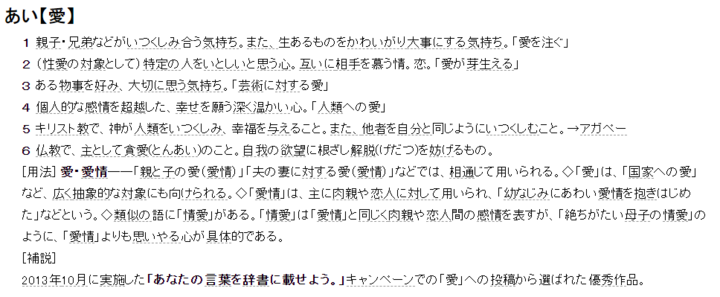 あい【愛】
1 親子・兄弟などがいつくしみ合う気持ち。また、生あるものをかわいがり大事にする気持ち。「愛を注ぐ」
2 （性愛の対象として）特定の人をいとしいと思う心。互いに相手を慕う情。恋。「愛が芽生える」
3 ある物事を好み、大切に思う気持ち。「芸術に対する愛」
4 個人的な感情を超越した、幸せを願う深く温かい心。「人類への愛」
5 キリスト教で、神が人類をいつくしみ、幸福を与えること。また、他者を自分と同じようにいつくしむこと。→アガペー
6 仏教で、主として貪愛(とんあい)のこと。自我の欲望に根ざし解脱(げだつ)を妨げるもの。
[用法] 愛・愛情――「親と子の愛（愛情）」「夫の妻に対する愛（愛情）」などでは、相通じて用いられる。◇「愛」は、「国家への愛」
など、広く抽象的な対象にも向けられる。◇「愛情」は、主に肉親や恋人に対して用いられ、「幼なじみにあわい愛情を抱きはじめ
た」などという。◇類似の語に「情愛」がある。「情愛」は「愛情」と同じく肉親や恋人間の感情を表すが、「絶ちがたい母子の情愛」の
ように、「愛情」よりも思いやる心が具体的である。
[補説]
2013年10月に実施した「あなたの言葉を辞書に載せよう。」キャンペーンでの「愛」への投稿から選ばれた優秀作品。